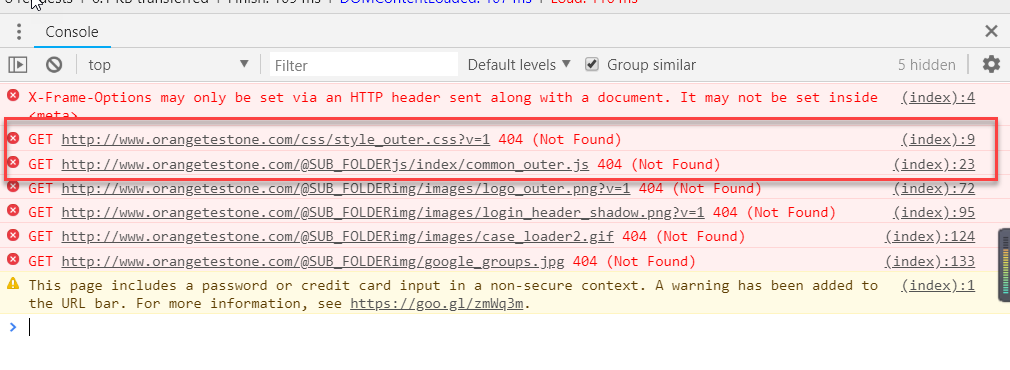 Console
top Filter Default levels Group similar 5 hidden
X-Frame-Options may only be set via an HTTP header sent along with a document. It may not be set inside (index):4
<meta>.
GET http://www.orangetestone.com/css/style_outer.css?v=1 404 (Not Found) (index):9
GET http://www.orangetestone.com/@SUB_FOLDERjs/index/common_outer.js 404 (Not Found) (index):23
GET http://www.orangetestone.com/@SUB_FOLDERimg/images/logo_outer.png?v=1 404 (Not Found) (index):72
GET http://www.orangetestone.com/@SUB_FOLDERimg/images/login_header_shadow.png?v=1 404 (Not Found) (index):95
GET http://www.orangetestone.com/@SUB_FOLDERimg/images/case_loader2.gif 404 (Not Found) (index):124
GET http://www.orangetestone.com/@SUB_FOLDERimg/google_groups.jpg 404 (Not Found) (index):133
This page includes a password or credit card input in a non-secure context. A warning has been added to (index):1
the URL bar. For more information, see https://goo.gl/zmWq3m.